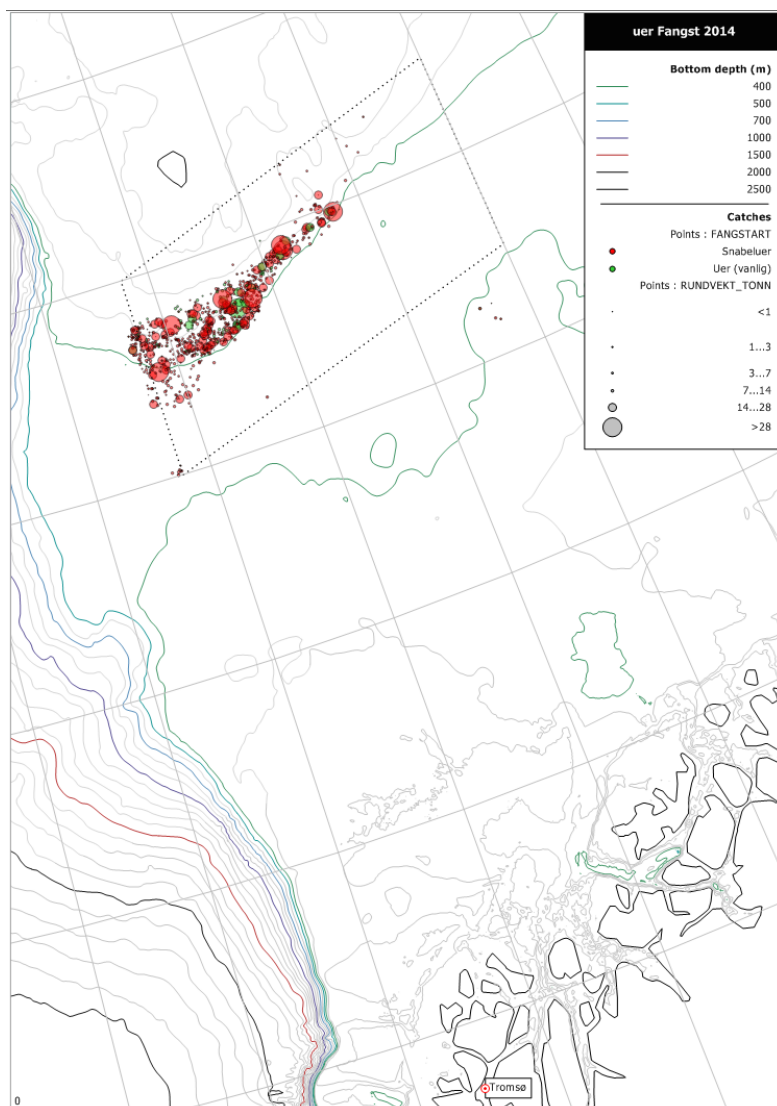 uer Fangst 2014
Bottom depth (m)
400
500
700
1000
1500
2000
2500
Catches
Points : FANGSTART
Snabeluer
Uer (vanlig)
Points : RUNDVEKT_TONN
<1
1...3
3...7
7...14
14...28
>28
Tromsø
0